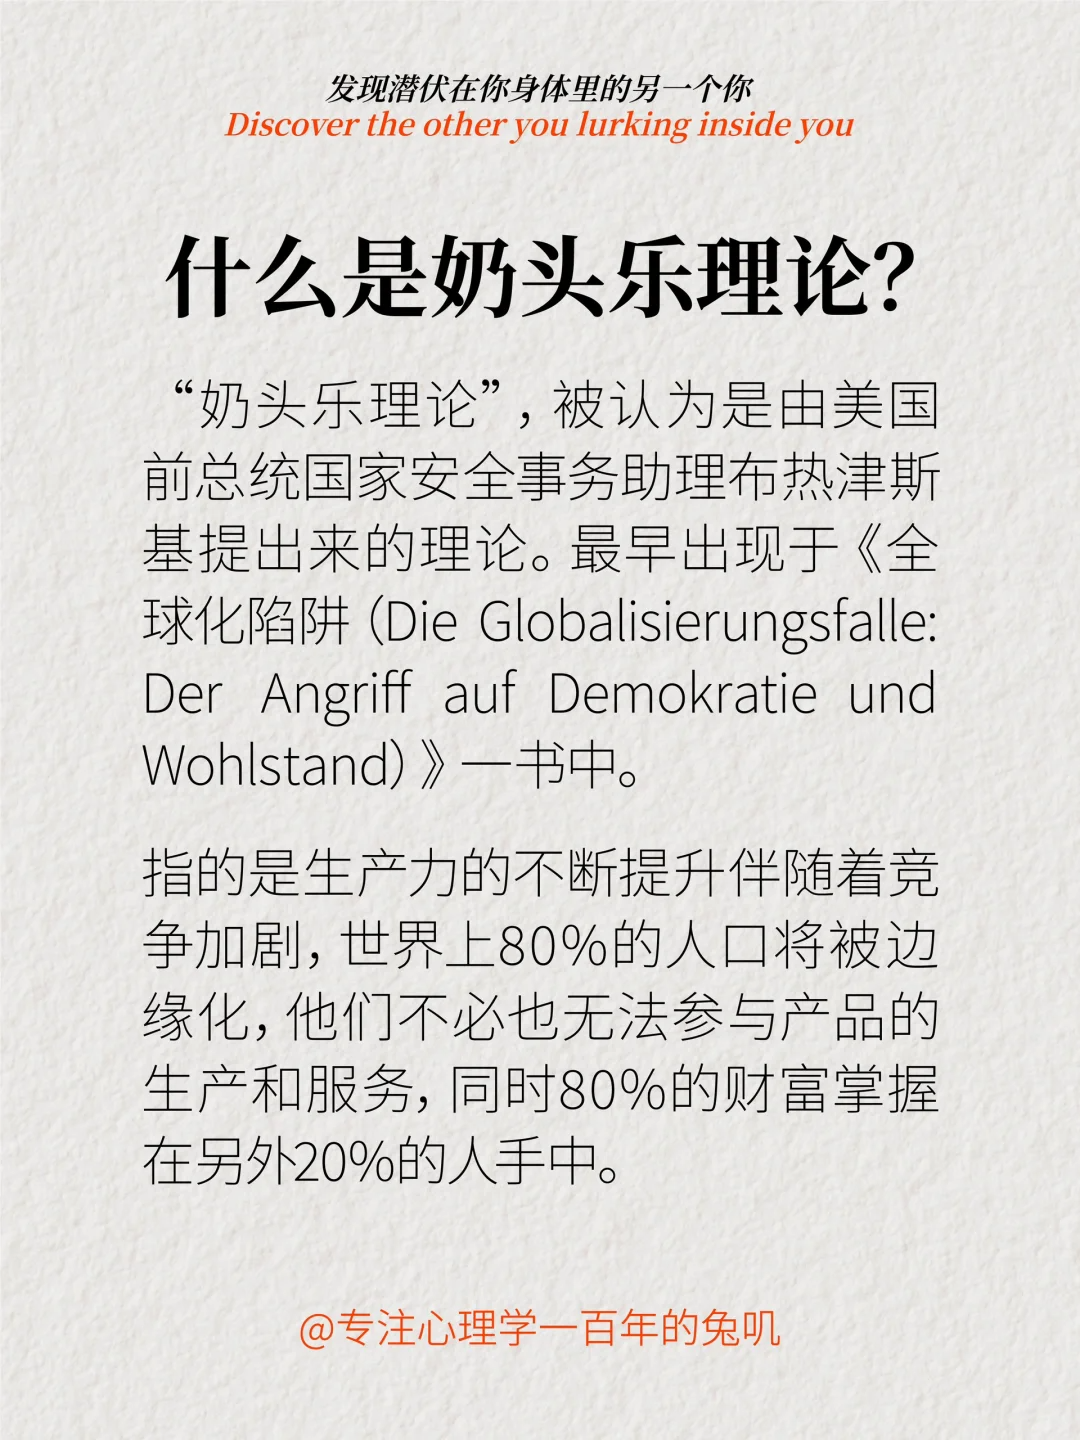 发现潜伏在你身体里的另一个你
Discover the other you lurking inside you
什么是奶头乐理论？
“奶头乐理论”，被认为是由美国
前总统国家安全事务助理布热津斯
基提出来的理论。最早出现于《全
球化陷阱（Die Globalisierungsfalle:
Der Angriff auf Demokratie und
Wohlstand）》一书中。
指的是生产力的不断提升伴随着竞
争加剧，世界上80%的人口将被边
缘化，他们不必也无法参与产品的
生产和服务，同时80%的财富掌握
在另外20%的人手中。
@专注心理学一百年的兔叽